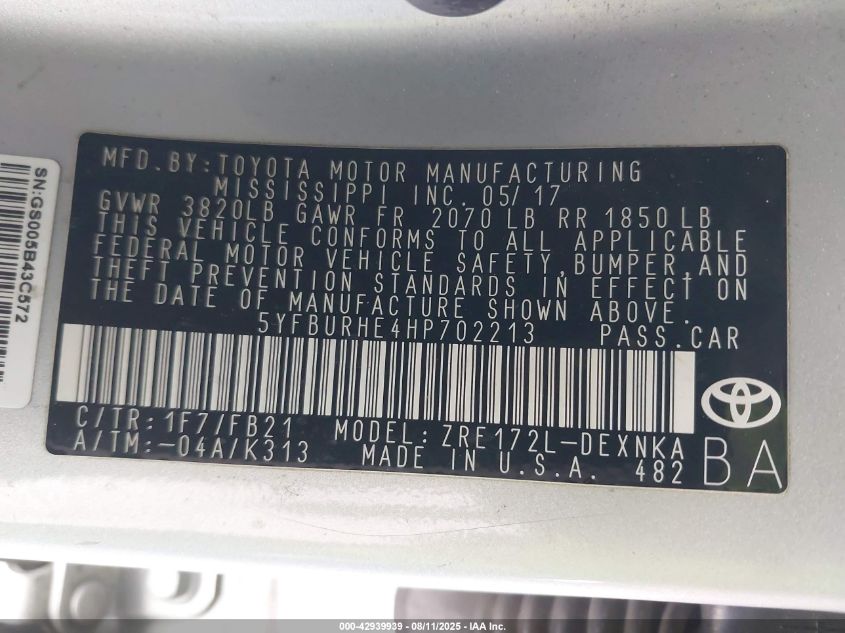 MFD.BY:TOYOTA MOTOR MANUFACTURING
MISSISSIPPI INC. 05/17
GVWR 3820LB GAWR FR 2070 LB RR 1850 LB
THIS VEHICLE CONFORMS TO ALL APPLICABLE
FEDERAL MOTOR VEHICLE SAFETY,BUMPER,AND
THEFT PREVENTION STANDARDS IN EFFECT ON
THE DATE OF MANUFACTURE SHOWN ABOVE.
5YFBURHE4HP702213 PASS.CAR
C/TR:1F7/FB21 MODEL:ZRE172L-DEXNKA
A/TM:-04A/K313 MADE IN U.S.A. 482
BA
SN:GS005B43C572
000-42939939 - 08/11/2025 - © IAA Inc.